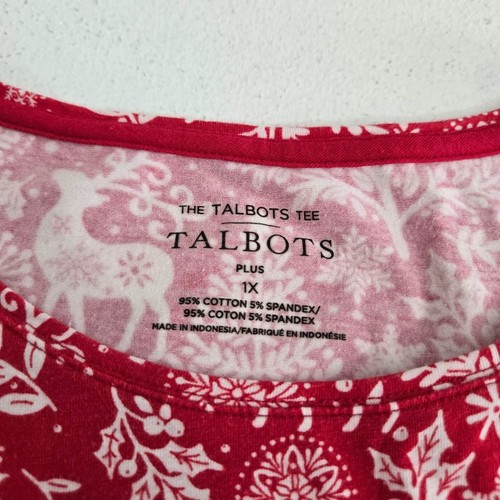 THE TALBOTS TEE
TALBOTS
PLUS
1X
95% COTTON 5% SPANDEX/
95% COTTON 5% SPANDEX
MADE IN INDONESIA/FABRIQUÉ EN INDONÉSIE